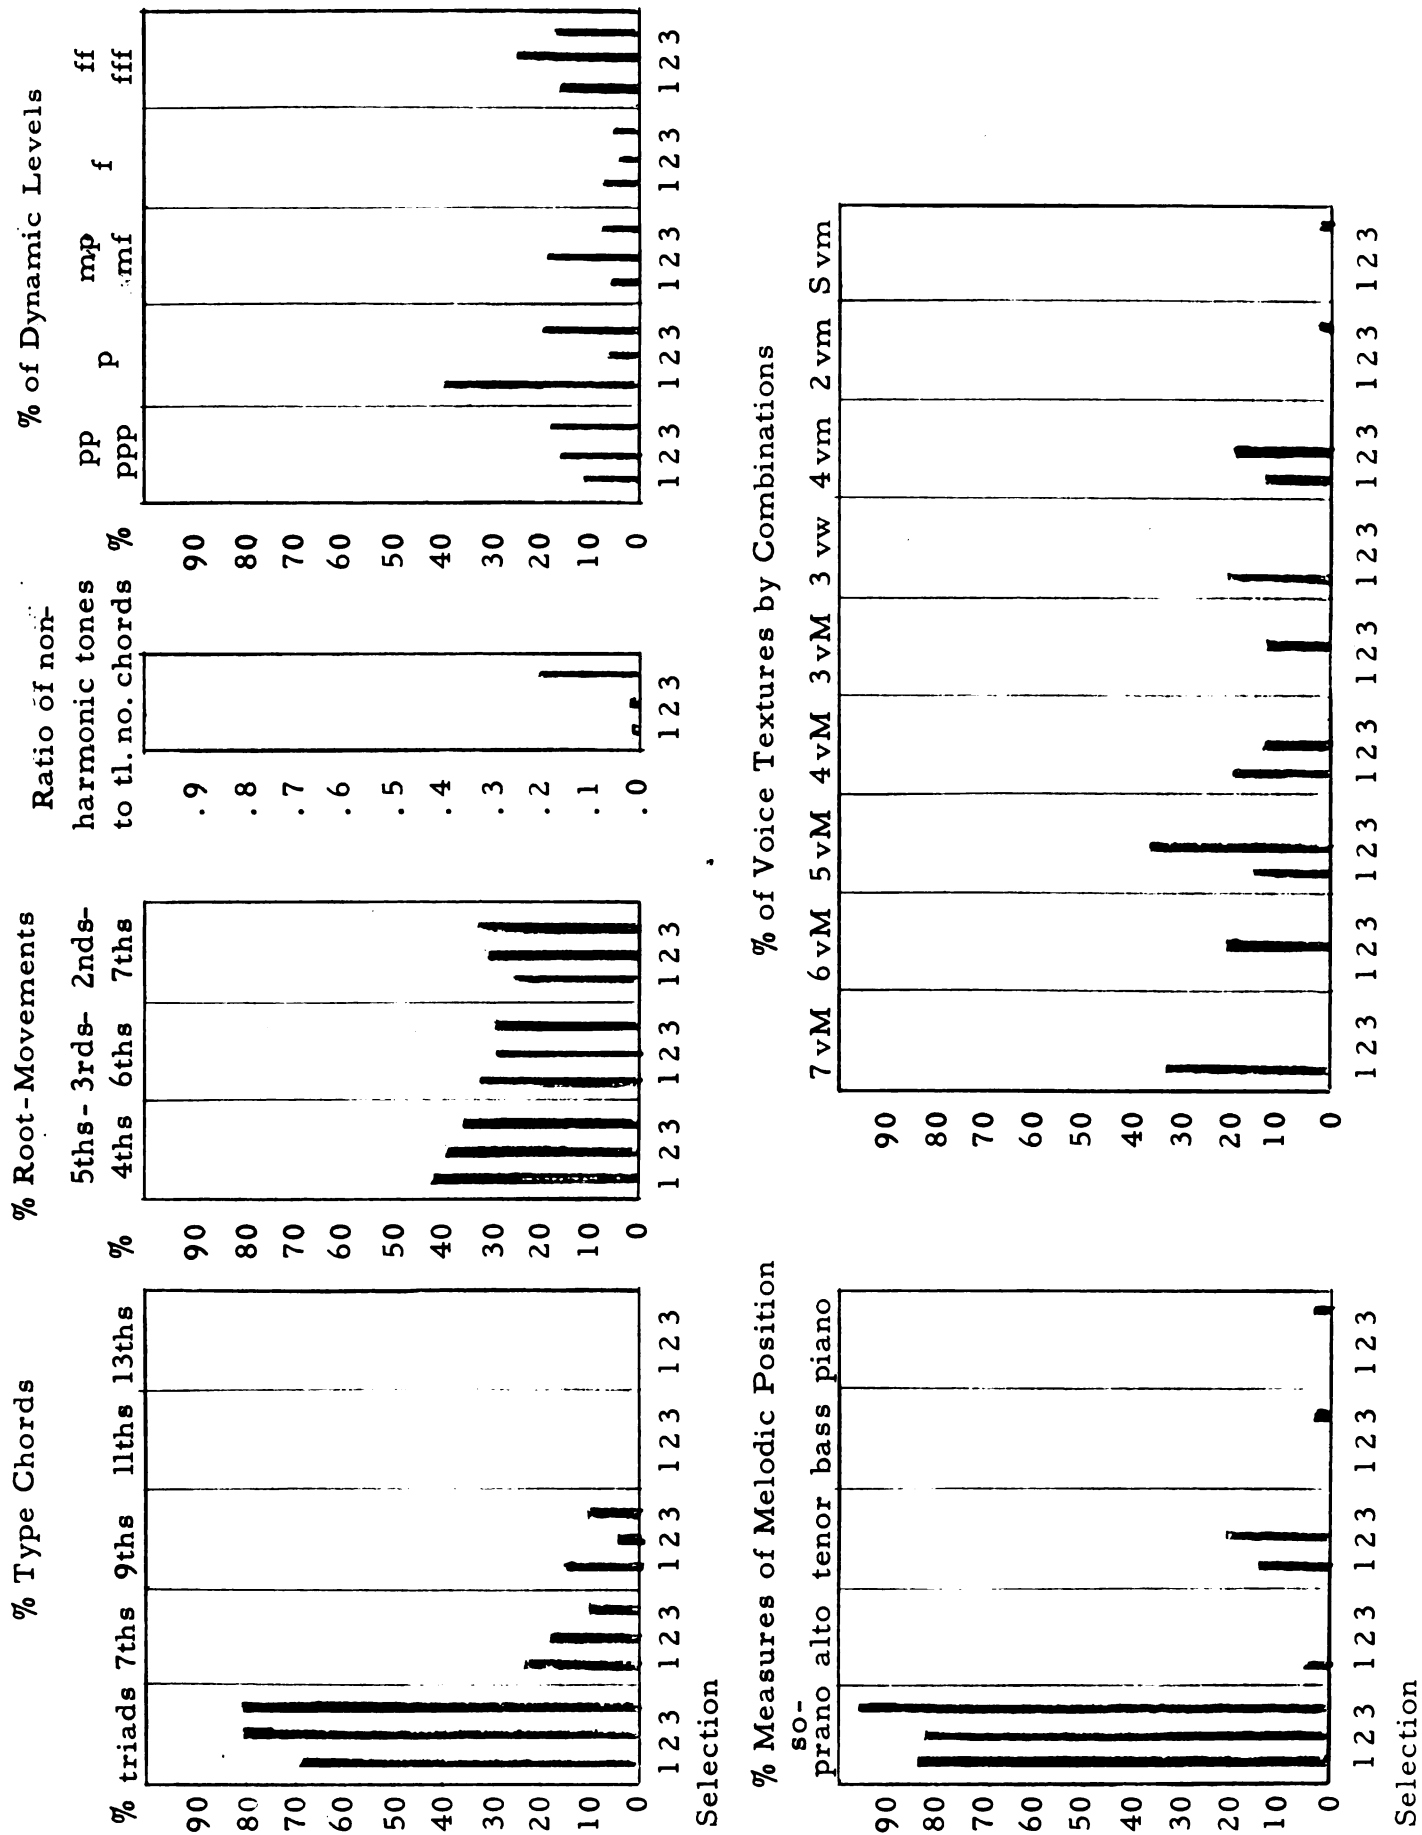 % Type Chords
% triads 7ths 9ths 11ths 13ths
90
80
70
60
50
40
30
20
10
0
1 2 3 1 2 3 1 2 3 1 2 3 1 2 3
Selection
% Root-Movements
5ths- 3rds- 2nds-
% 4ths 6ths 7ths
90
80
70
60
50
40
30
20
10
0
1 2 3 1 2 3 1 2 3
Ratio of non-
harmonic tones
to tl. no. chords
.9
.8
.7
.6
.5
.4
.3
.2
.1
.0
1 2 3
% of Dynamic Levels
pp p mp f ff
% ppp mf fff
90
80
70
60
50
40
30
20
10
0
1 2 3 1 2 3 1 2 3 1 2 3 1 2 3
% Measures of Melodic Position
so-
prano alto tenor bass piano
90
80
70
60
50
40
30
20
10
0
1 2 3 1 2 3 1 2 3 1 2 3 1 2 3
Selection
% of Voice Textures by Combinations
7 vM 6 vM 5 vM 4 vM 3 vM 3 vw 4 vm 2 vm S vm
90
80
70
60
50
40
30
20
10
0
1 2 3 1 2 3 1 2 3 1 2 3 1 2 3 1 2 3 1 2 3 1 2 3 1 2 3